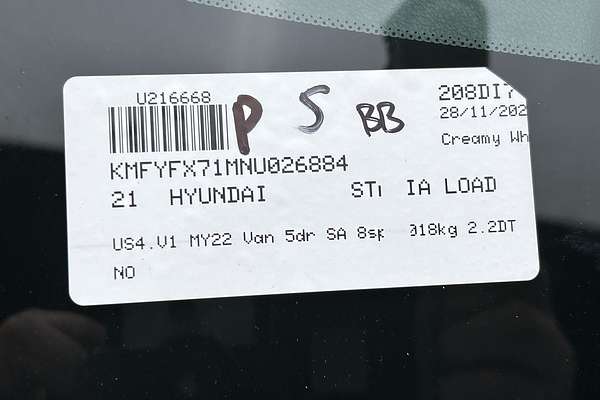 U216668
P S BB
208DI7
28/11/202
Creamy Wh
KMFYFX71MNU026884
21 HYUNDAI IA LOAD
US4.V1 MY22 Van 5dr SA 8sp 018kg 2.2DT
NO